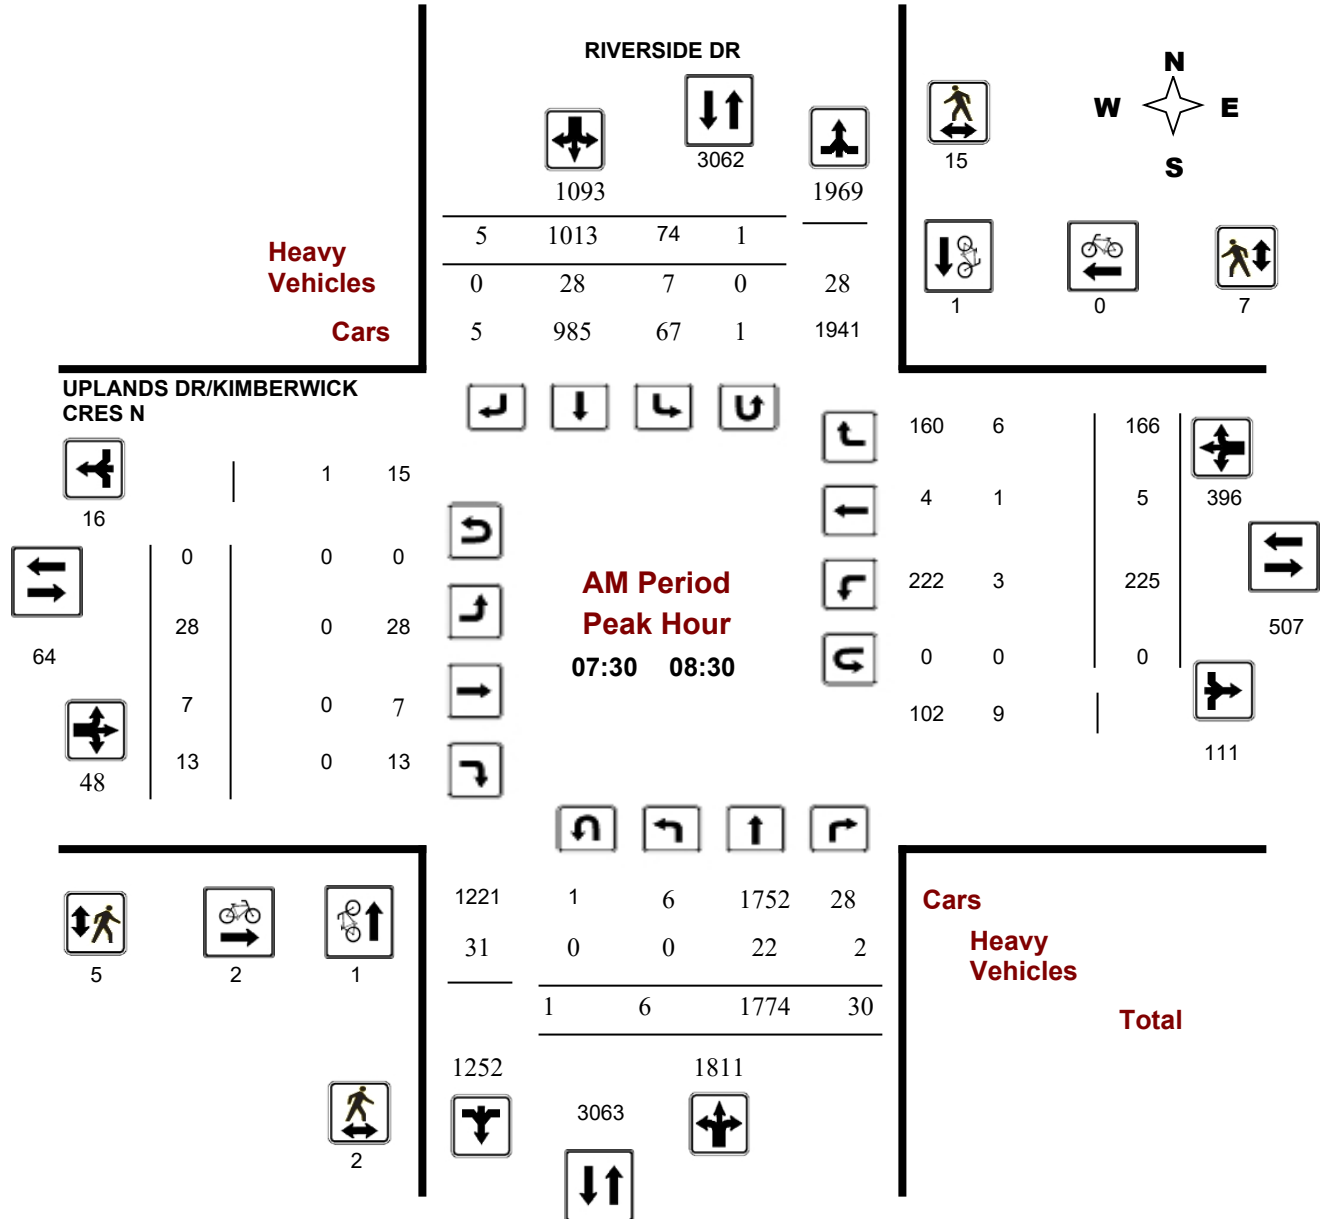 RIVERSIDE DR
N
W E
S
3062
15
1093 1969
5 1013 74 1
Heavy
Vehicles
0 28 7 0 28
1 0 7
Cars
5 985 67 1 1941
UPLANDS DR/KIMBERWICK
CRES N
160 6 166
1 15
4 1 5 396
16
0 0 0
AM Period
222 3 225
Peak Hour
28 0 28
507
64
07:30 08:30
0 0 0
7 0 7
102 9
13 0 13
111
48
1221 1 6 1752 28
Cars
31 0 0 22 2
Heavy
Vehicles
5 2 1
1 6 1774 30
Total
1252 1811
3063
2